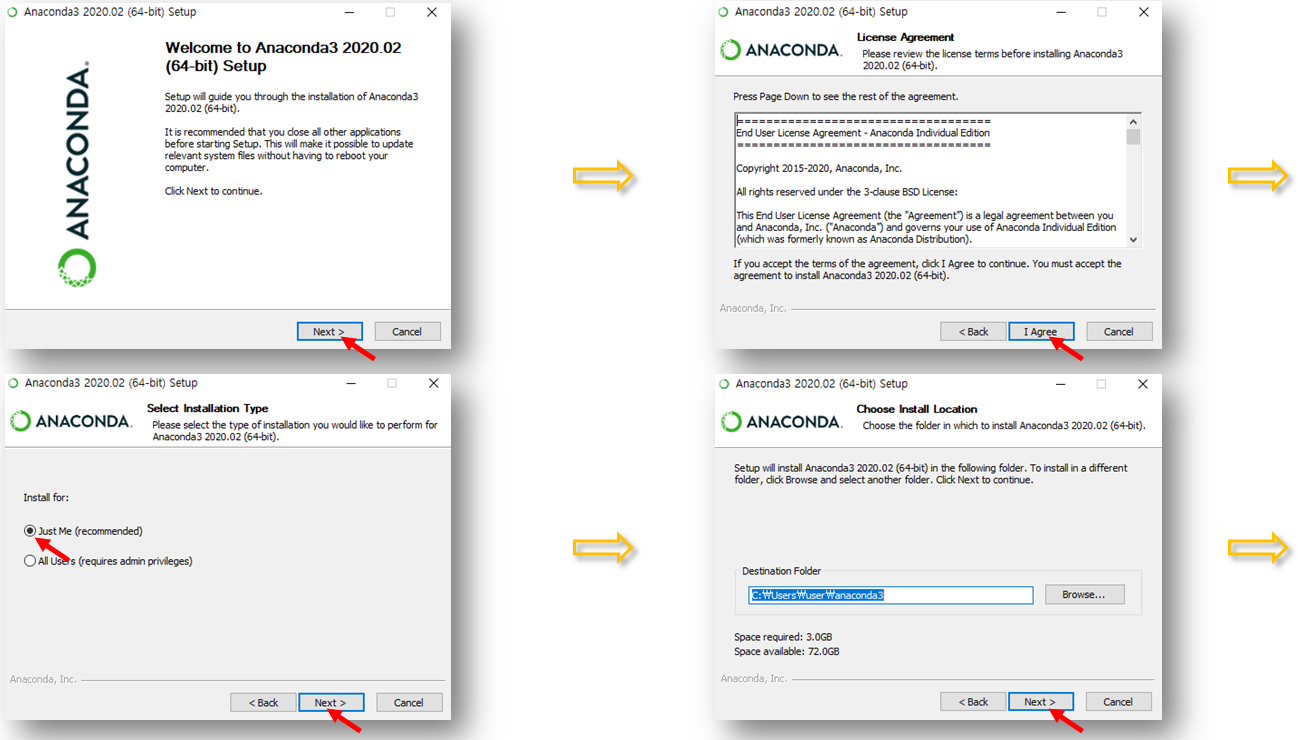 Anaconda3 2020.02 (64-bit) Setup
ANACONDA.
Welcome to Anaconda3 2020.02
(64-bit) Setup
Setup will guide you through the installation of Anaconda3
2020.02 (64-bit).
It is recommended that you close all other applications
before starting Setup. This will make it possible to update
relevant system files without having to reboot your
computer.
Click Next to continue.
Next >
Cancel
Anaconda3 2020.02 (64-bit) Setup
ANACONDA.
License Agreement
Please review the license terms before installing Anaconda3
2020.02 (64-bit).
Press Page Down to see the rest of the agreement.
===================================
End User License Agreement - Anaconda Individual Edition
===================================
Copyright 2015-2020, Anaconda, Inc.
All rights reserved under the 3-clause BSD License:
This End User License Agreement (the "Agreement") is a legal agreement between you
and Anaconda, Inc. ("Anaconda") and governs your use of Anaconda Individual Edition
(which was formerly known as Anaconda Distribution).
If you accept the terms of the agreement, click I Agree to continue. You must accept the
agreement to install Anaconda3 2020.02 (64-bit).
Anaconda, Inc.
< Back
I Agree
Cancel
Anaconda3 2020.02 (64-bit) Setup
ANACONDA.
Select Installation Type
Please select the type of installation you would like to perform for
Anaconda3 2020.02 (64-bit).
Install for:
Just Me (recommended)
All Users (requires admin privileges)
Anaconda, Inc.
< Back
Next >
Cancel
Anaconda3 2020.02 (64-bit) Setup
ANACONDA.
Choose Install Location
Choose the folder in which to install Anaconda3 2020.02 (64-bit).
Setup will install Anaconda3 2020.02 (64-bit) in the following folder. To install in a different
folder, click Browse and select another folder. Click Next to continue.
Destination Folder
C:₩Users₩user₩anaconda3
Browse...
Space required: 3.0GB
Space available: 72.0GB
Anaconda, Inc.
< Back
Next >
Cancel